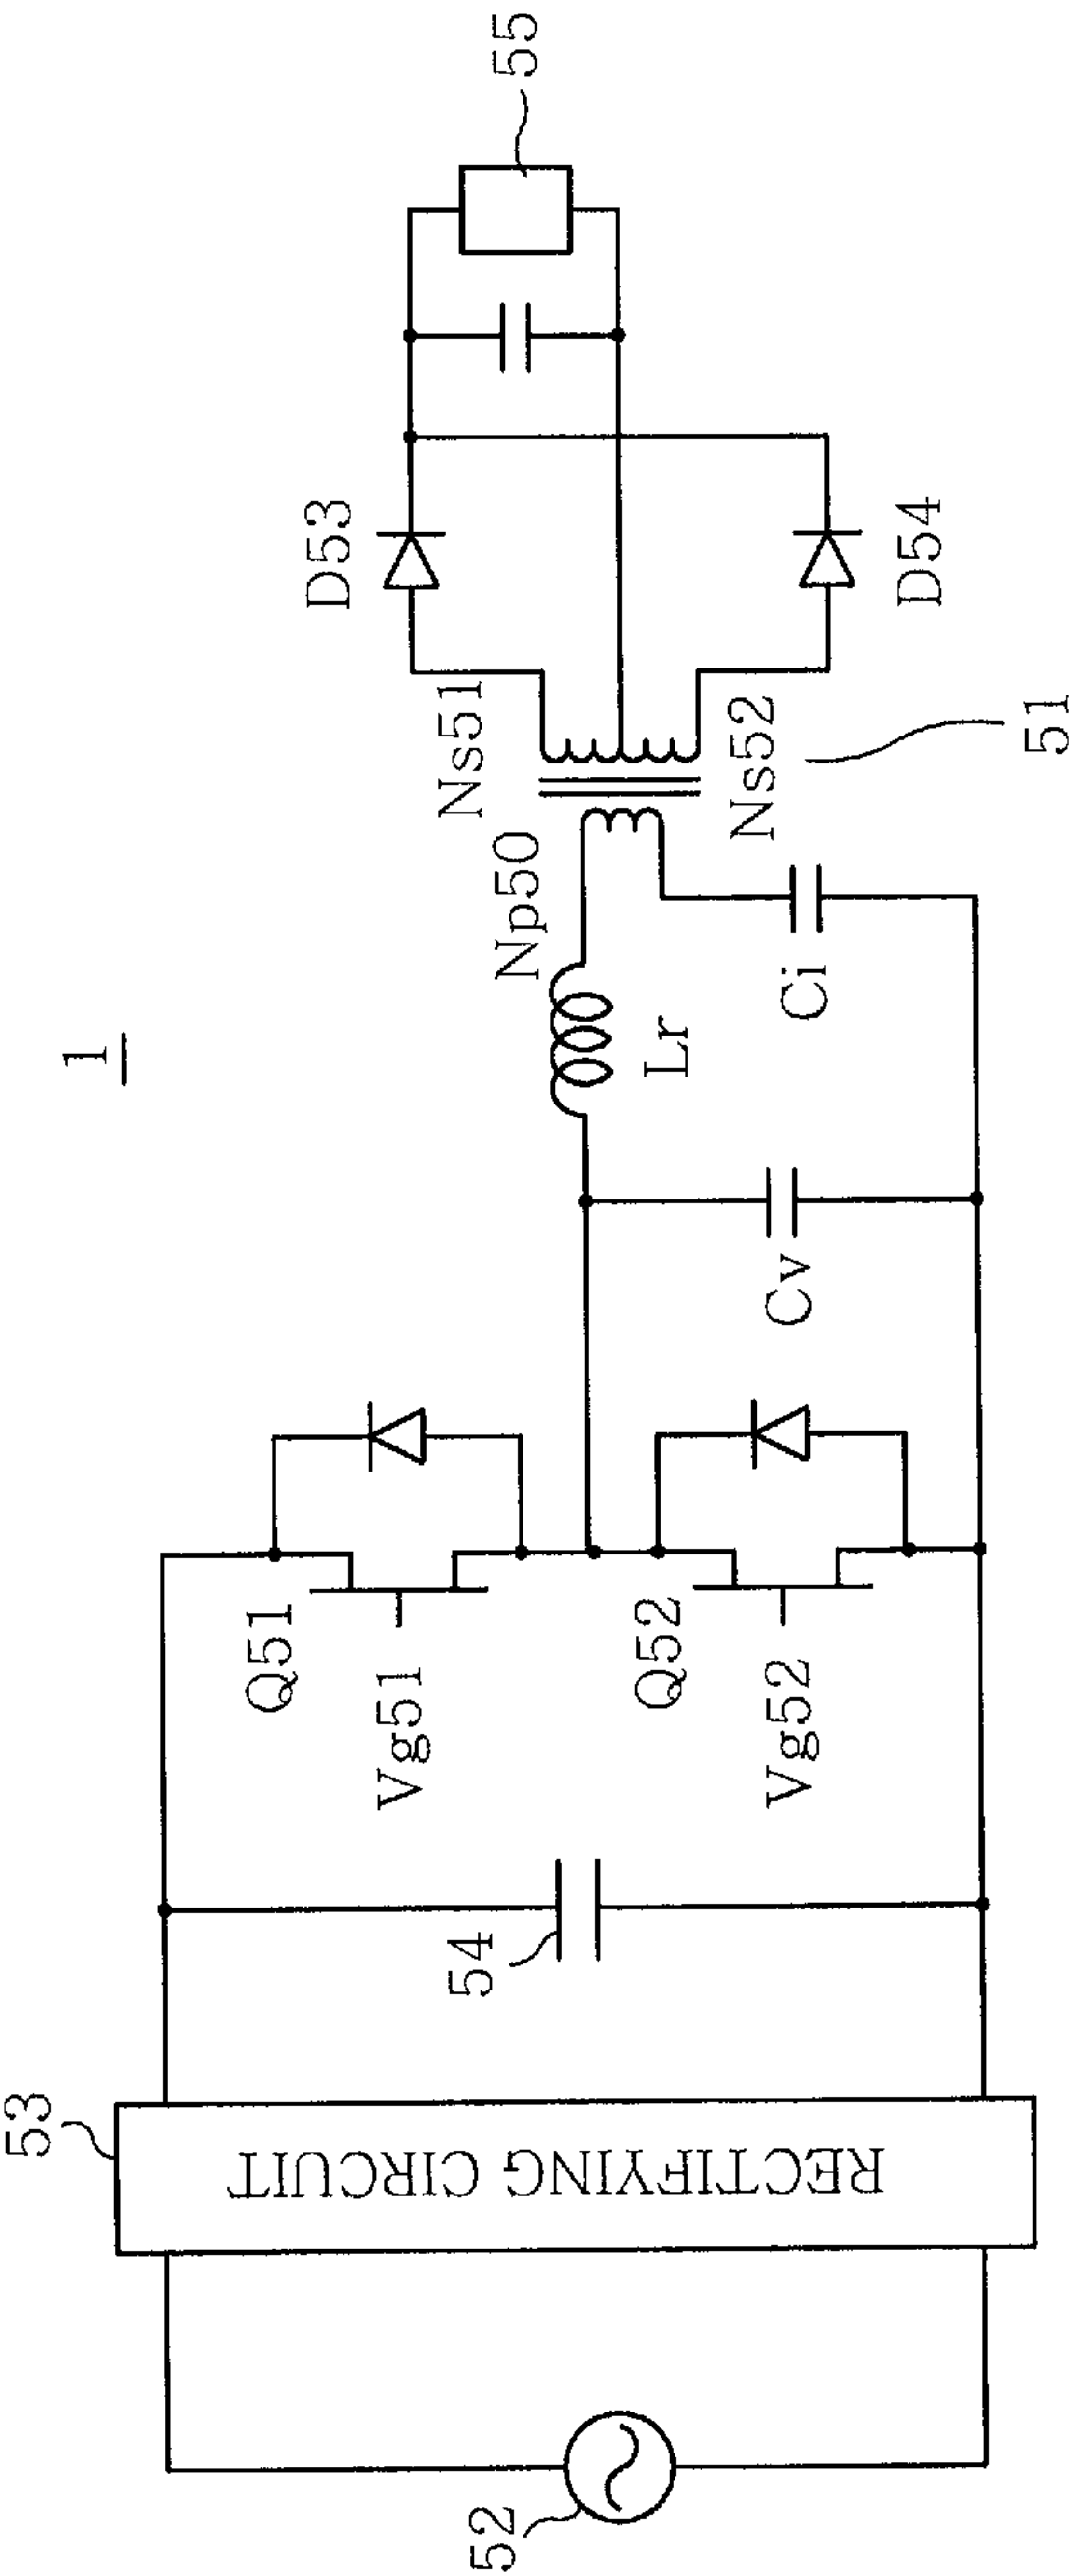 1
53
52
RECTIFYING CIRCUIT
54
Q51
Vg51
Q52
Vg52
Cv
Lr
Ci
Np50
Ns51
Ns52
51
D53
D54
55